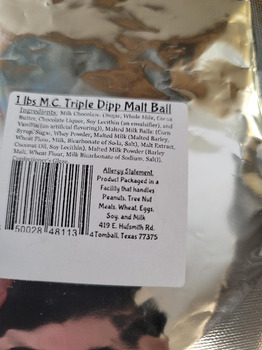 1 lbs M.C. Triple Dipp Malt Ball
Ingredients: Milk Chocolate, (Sugar, Whole Milk, Cocoa
Butter, Chocolate Liquor, Soy Lecithin (an emulsifier), and
Vanillin (an artificial flavoring)), Malted Milk Balls: (Corn
Syrup, Sugar, Whey Powder, Malted Milk (Malted Barley,
Wheat Flour, Milk, Bicarbonate of Soda, Salt), Malt Extract,
Coconut Oil, Soy Lecithin), Malted Milk Powder (Barley
Malt, Wheat Flour, Milk Bicarbonate of Sodium, Salt),
Allergy Statement
Product Packaged in a
Facility that handles
Peanuts, Tree Nut
Meats, Wheat, Eggs,
Soy, and Milk
419 E. Hufsmith Rd.
Tomball, Texas 77375
50028 48113 4